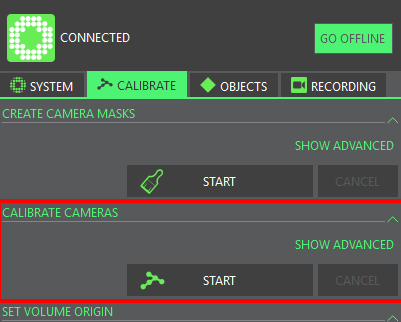 CONNECTED
GO OFFLINE
SYSTEM CALIBRATE OBJECTS RECORDING
CREATE CAMERA MASKS
SHOW ADVANCED
START CANCEL
CALIBRATE CAMERAS
SHOW ADVANCED
START CANCEL
SET VOLUME ORIGIN